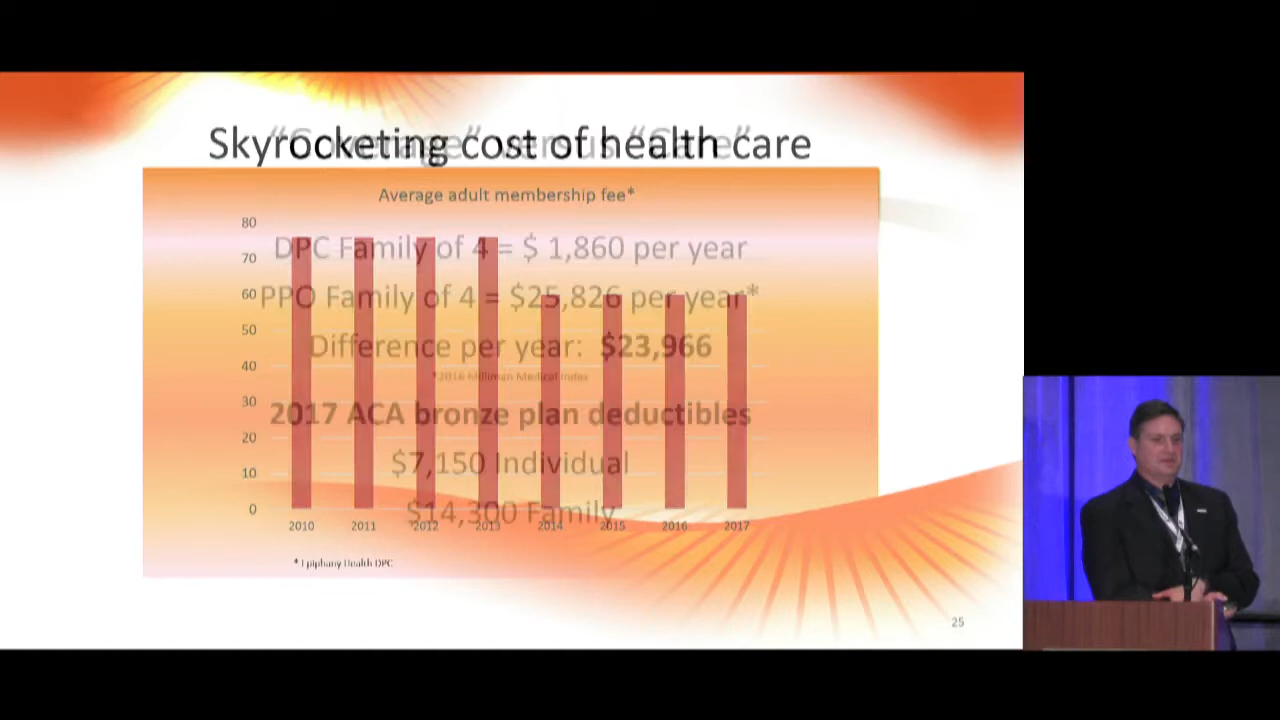 Skyrocketing cost of health care
"Coverage" versus "Care"
Average adult membership fee*
80
70
60
50
40
30
20
10
0
2010 2011 2012 2013 2014 2015 2016 2017
* Epiphany Health DPC
DPC Family of 4 = $ 1,860 per year
PPO Family of 4 = $25,826 per year*
Difference per year: $23,966
*2016 Milliman Medical Index
2017 ACA bronze plan deductibles
$7,150 Individual
$14,300 Family
25